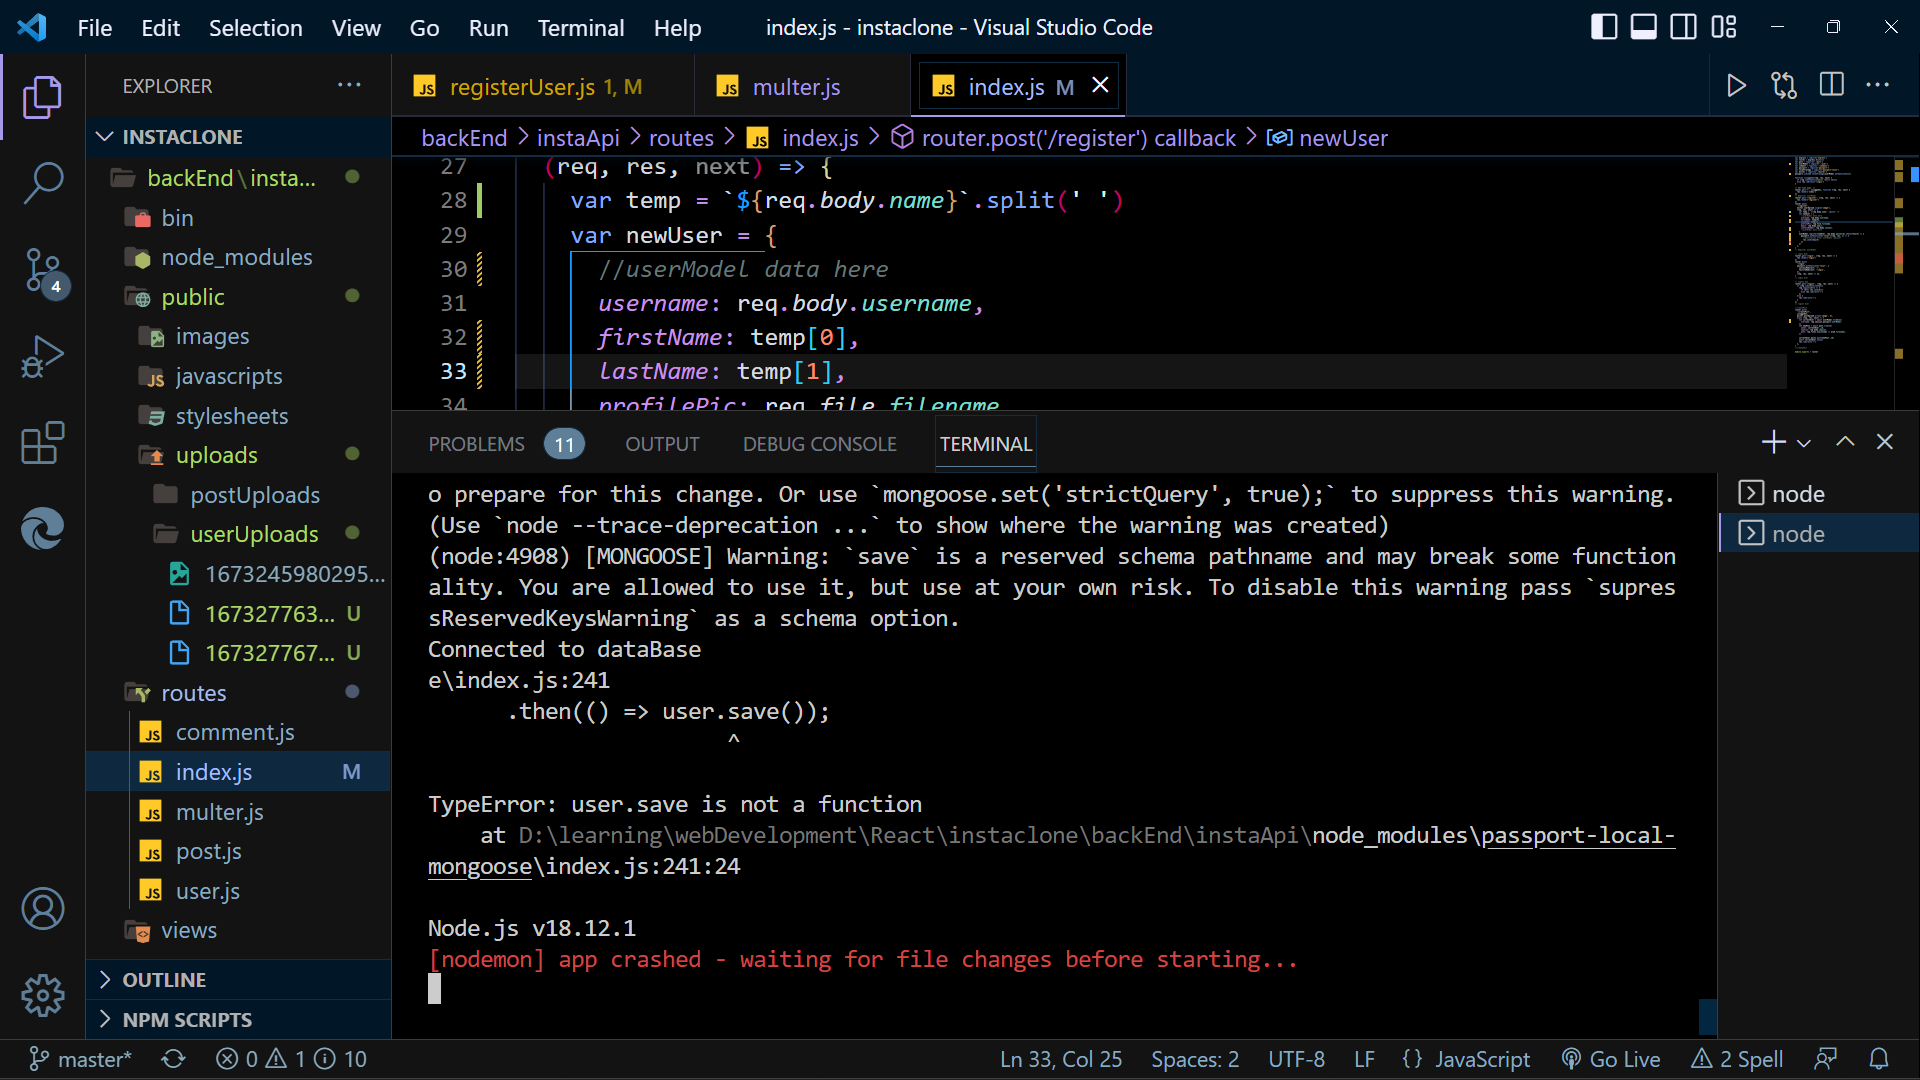 File Edit Selection View Go Run Terminal Help index.js - instaclone - Visual Studio Code
EXPLORER ...
INSTACLONE
backEnd\insta...
bin
node_modules
public
images
javascripts
stylesheets
uploads
postUploads
userUploads
1673245980295...
167327763... U
167327767... U
routes
comment.js
index.js M
multer.js
post.js
user.js
views
OUTLINE
NPM SCRIPTS
4
JS registerUser.js 1, M JS multer.js JS index.js M
backEnd > instaApi > routes > JS index.js > router.post('/register') callback > newUser
27 (req, res, next) => {
28 var temp = `${req.body.name}`.split(' ')
29 var newUser = {
30 //userModel data here
31 username: req.body.username,
32 firstName: temp[0],
33 lastName: temp[1],
34 profilePic: req.file.filename
PROBLEMS 11 OUTPUT DEBUG CONSOLE TERMINAL
o prepare for this change. Or use `mongoose.set('strictQuery', true);` to suppress this warning.
(Use `node --trace-deprecation ...` to show where the warning was created)
(node:4908) [MONGOOSE] Warning: `save` is a reserved schema pathname and may break some function
ality. You are allowed to use it, but use at your own risk. To disable this warning pass `supres
sReservedKeysWarning` as a schema option.
Connected to dataBase
e\index.js:241
.then(() => user.save());
^
TypeError: user.save is not a function
at D:\learning\webDevelopment\React\instaclone\backEnd\instaApi\node_modules\passport-local-
mongoose\index.js:241:24
Node.js v18.12.1
[nodemon] app crashed - waiting for file changes before starting...
node
node
master* 0 1 10 Ln 33, Col 25 Spaces: 2 UTF-8 LF {} JavaScript Go Live 2 Spell